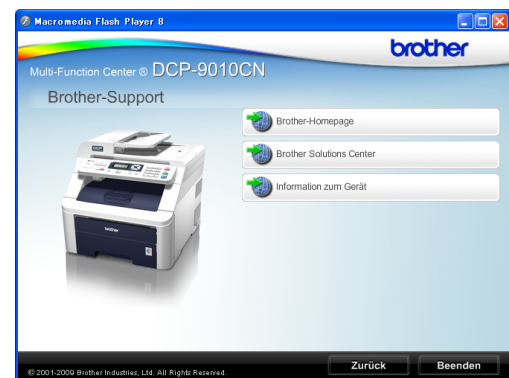 Macromedia Flash Player 8
brother
Multi-Function Center ® DCP-9010CN
Brother-Support
Brother-Homepage
Brother Solutions Center
Information zum Gerät
© 2001-2009 Brother Industries, Ltd. All Rights Reserved.
Zurück
Beenden